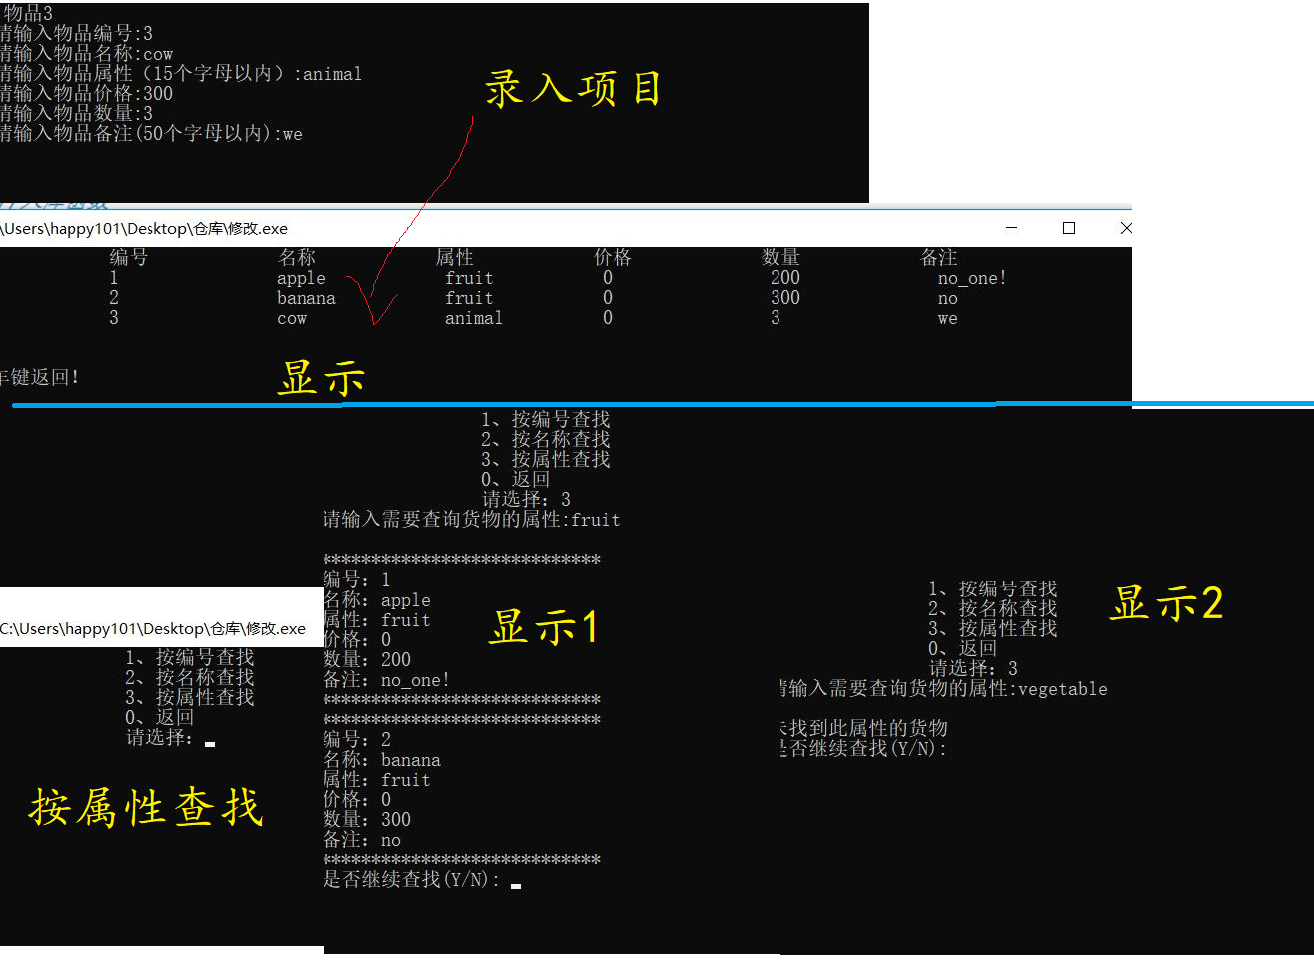 物品3
请输入物品编号:3
请输入物品名称:cow
请输入物品属性（15个字母以内）:animal
请输入物品价格:300
请输入物品数量:3
请输入物品备注(50个字母以内):we
录入项目
\Users\happy101\Desktop\仓库\修改.exe
编号 名称 属性 价格 数量 备注
1 apple fruit 0 200 no_one!
2 banana fruit 0 300 no
3 cow animal 0 3 we
键返回!
显示
1、按编号查找
2、按名称查找
3、按属性查找
0、返回
请选择: 3
请输入需要查询货物的属性:fruit
****************************
编号: 1
名称: apple
属性: fruit
价格: 0
数量: 200
备注: no_one!
****************************
****************************
编号: 2
名称: banana
属性: fruit
价格: 0
数量: 300
备注: no
****************************
是否继续查找(Y/N):
显示1
C:\Users\happy101\Desktop\仓库\修改.exe
1、按编号查找
2、按名称查找
3、按属性查找
0、返回
请选择:
按属性查找
1、按编号查找
2、按名称查找
3、按属性查找
0、返回
请选择: 3
请输入需要查询货物的属性:vegetable
未找到此属性的货物
是否继续查找(Y/N):
显示2